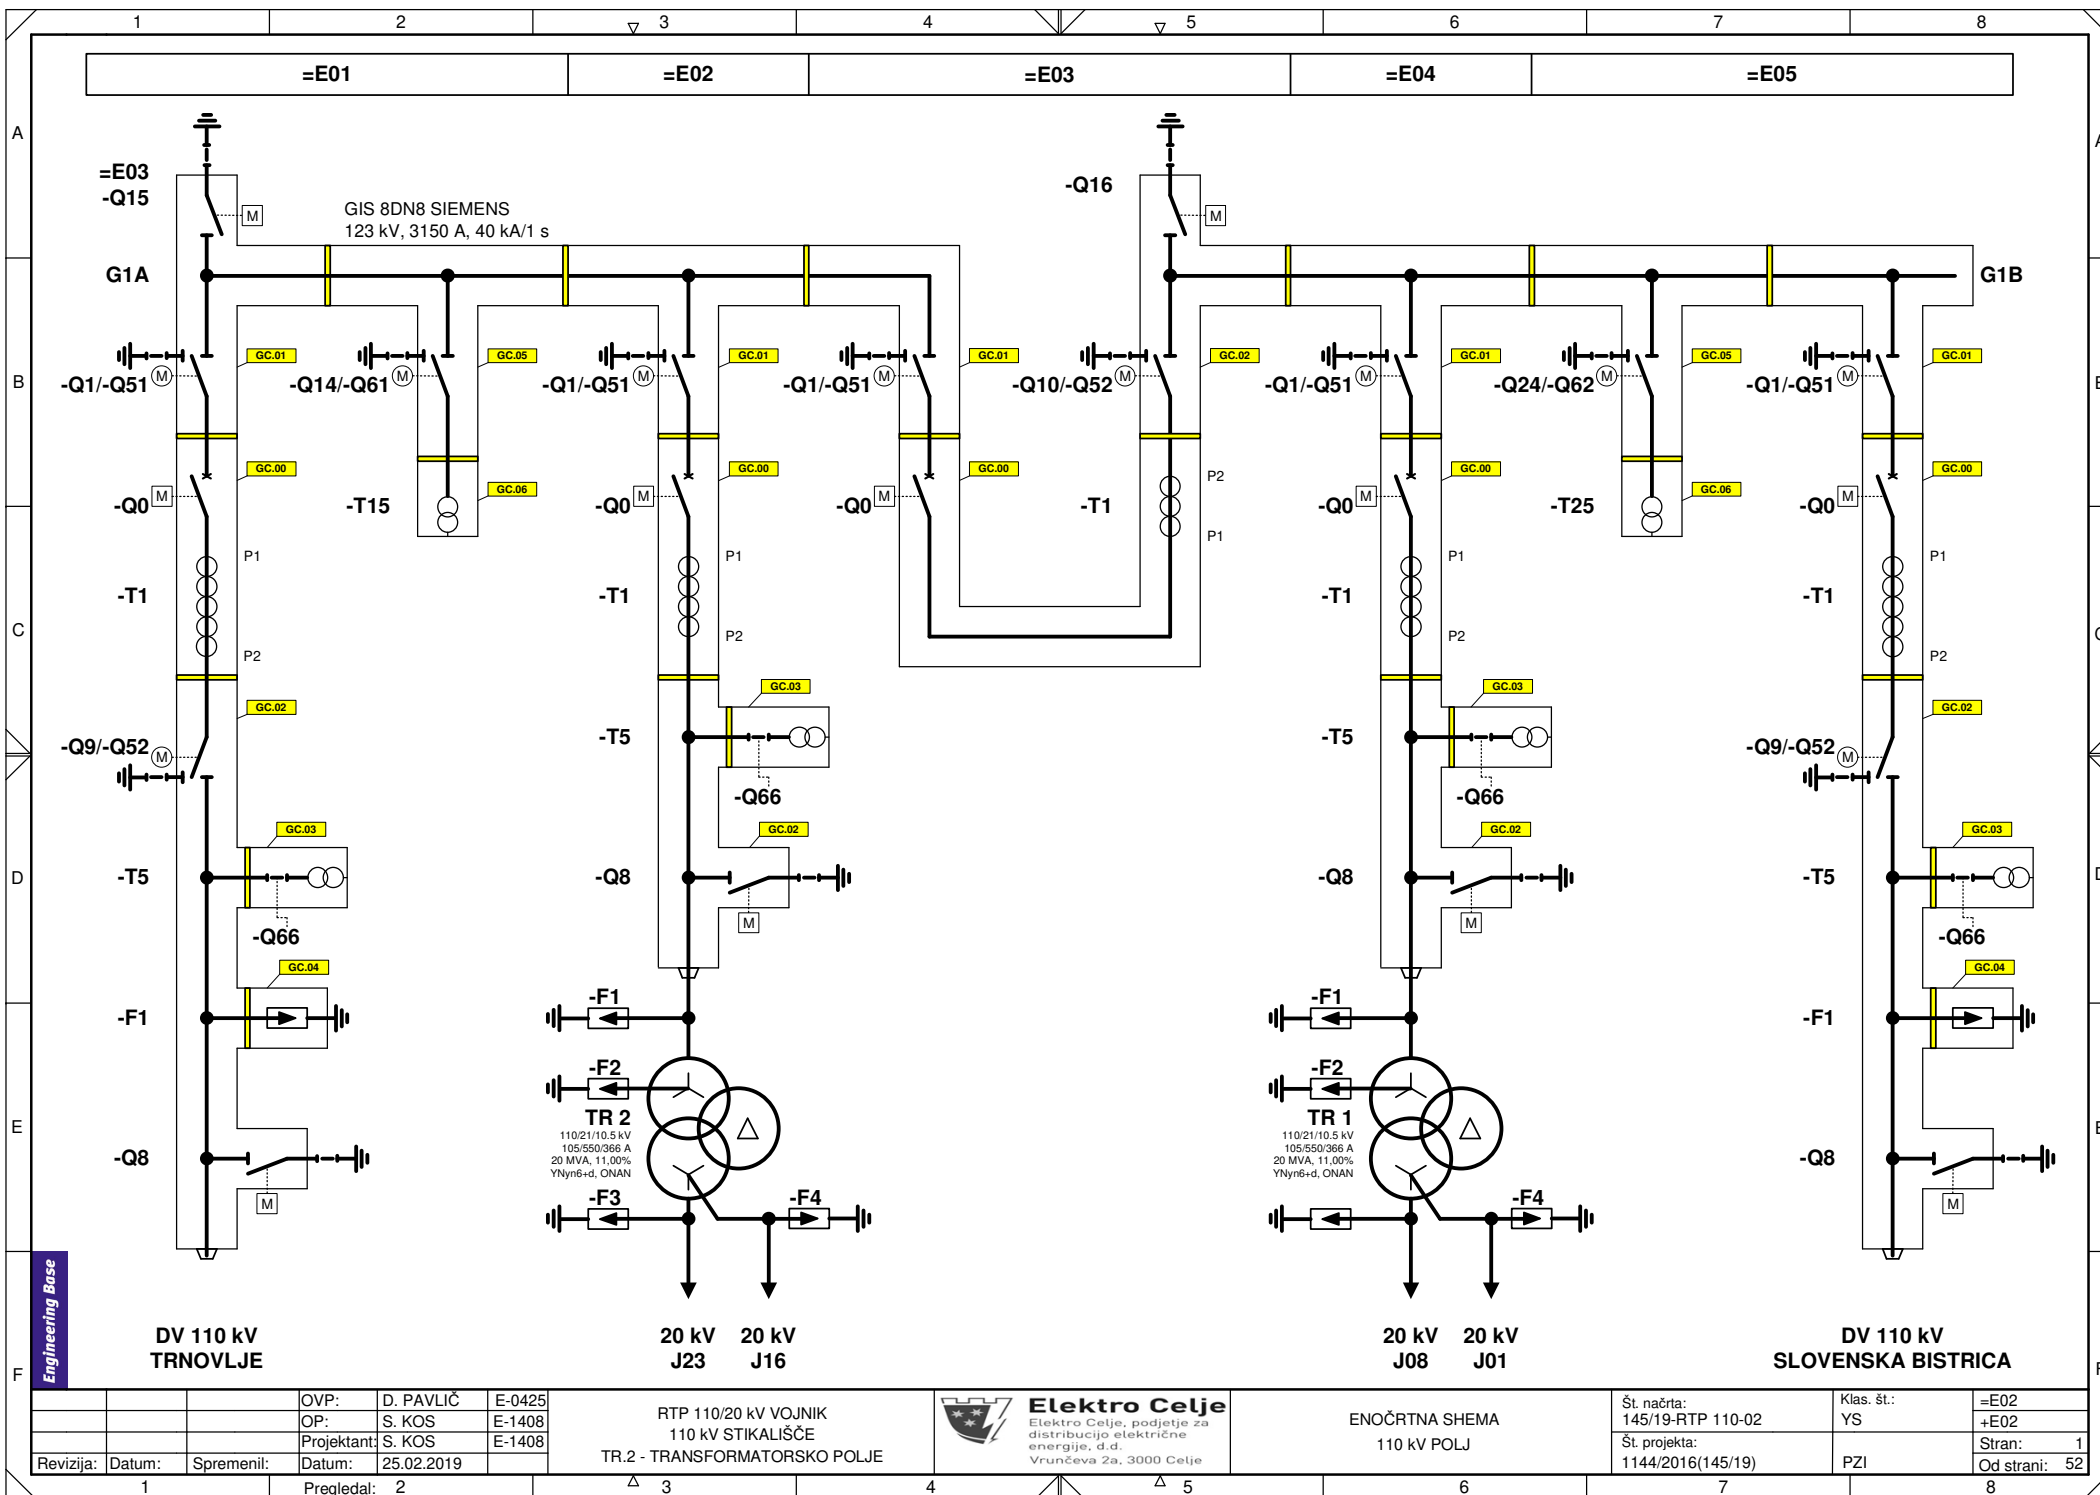 1 2 3 4 5 6 7 8
=E01 =E02 =E03 =E04 =E05
A
=E03
-Q15
M
GIS 8DN8 SIEMENS
123 kV, 3150 A, 40 kA/1 s
-Q16
M
G1A
G1B
GC.01 GC.05 GC.01 GC.01 GC.02 GC.01 GC.05 GC.01
B
-Q1/-Q51 M -Q14/-Q61 M -Q1/-Q51 M -Q1/-Q51 M -Q10/-Q52 M -Q1/-Q51 M -Q24/-Q62 M -Q1/-Q51 M
GC.00 GC.00 GC.00 GC.00 GC.00
GC.06 GC.06
P2
-Q0 M -T15 -Q0 M -Q0 M -T1 -Q0 M -T25 -Q0 M
P1
P1 P1 P1 P1
-T1 -T1 -T1 -T1
C
P2 P2
P2 P2
GC.03 GC.03
GC.02 GC.02
-T5 -T5
-Q9/-Q52 M -Q9/-Q52 M
-Q66 -Q66
GC.03 GC.02 GC.02 GC.03
D
-T5 -Q8 -Q8 -T5
M M
-Q66 -Q66
GC.04 GC.04
-F1 -F1
-F1 -F1
-F2 -F2
E
TR 2 TR 1
110/21/10.5 kV 110/21/10.5 kV
105/550/366 A 105/550/366 A
20 MVA, 11,00% 20 MVA, 11,00%
YNyn6+d, ONAN YNyn6+d, ONAN
-Q8 -Q8
M M
-F3 -F4 -F4
Engineering Base
F
DV 110 kV
TRNOVLJE
20 kV
J23
20 kV
J16
20 kV
J08
20 kV
J01
DV 110 kV
SLOVENSKA BISTRICA
OVP: D. PAVLIČ E-0425
OP: S. KOS E-1408
Projektant: S. KOS E-1408
Revizija: Datum: Spremenil: Datum: 25.02.2019
Pregledal:
RTP 110/20 kV VOJNIK
110 kV STIKALIŠČE
TR.2 - TRANSFORMATORSKO POLJE
Elektro Celje
Elektro Celje, podjetje za
distribucijo električne
energije, d.d.
Vrunčeva 2a, 3000 Celje
ENOČRTNA SHEMA
110 kV POLJ
Št. načrta:
145/19-RTP 110-02
Št. projekta:
1144/2016(145/19)
Klas. št.:
YS
PZI
=E02
+E02
Stran: 1
Od strani: 52
1 2 3 4 5 6 7 8